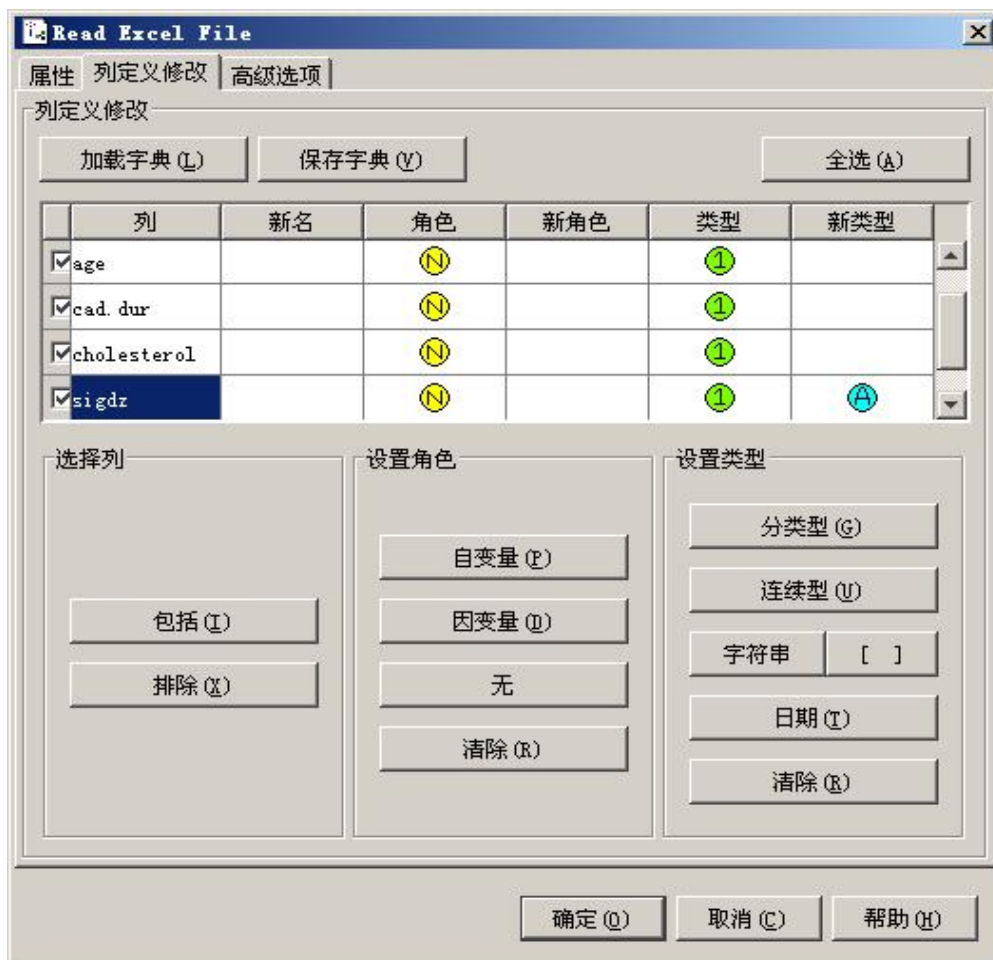 Read Excel File
属性 列定义修改 高级选项
列定义修改
加载字典(L) 保存字典(V) 全选(A)
列 新名 角色 新角色 类型 新类型
age N 1
cad.dur N 1
cholesterol N 1
sigdz N 1 A
选择列 设置角色 设置类型
分类型(G)
自变量(P)
连续型(U)
包括(I) 因变量(D)
字符串 [ ]
排除(X) 无
日期(T)
清除(R)
清除(R)
确定(O) 取消(C) 帮助(H)